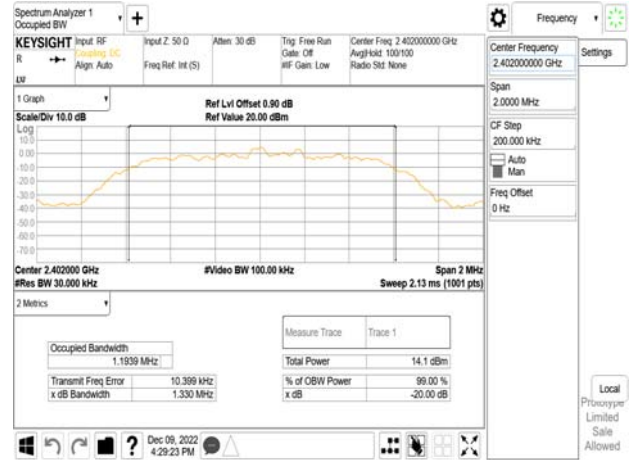 Spectrum Analyzer 1
Occupied BW
Frequency
KEYSIGHT
Input: RF
Coupling: DC
Align: Auto
Input Z: 50 Ω
Freq Ref: Int (S)
Atten: 30 dB
Trig: Free Run
Gate: Off
#IF Gain: Low
Center Freq: 2.402000000 GHz
Avg|Hold: 100/100
Radio Std: None
R
LXI
1 Graph
Scale/Div 10.0 dB
Ref Lvl Offset 0.90 dB
Ref Value 20.00 dBm
Log
10.0
0.00
-10.0
-20.0
-30.0
-40.0
-50.0
-60.0
-70.0
Center 2.402000 GHz
#Video BW 100.00 kHz
Span 2 MHz
#Res BW 30.000 kHz
Sweep 2.13 ms (1001 pts)
2 Metrics
Measure Trace
Trace 1
Occupied Bandwidth
1.1939 MHz
Total Power
14.1 dBm
Transmit Freq Error
10.399 kHz
% of OBW Power
99.00 %
x dB Bandwidth
1.330 MHz
x dB
-20.00 dB
Dec 09, 2022
4:29:23 PM
Center Frequency
2.402000000 GHz
Settings
Span
2.0000 MHz
CF Step
200.000 kHz
Auto
Man
Freq Offset
0 Hz
Local
Prototype
Limited
Sale
Allowed